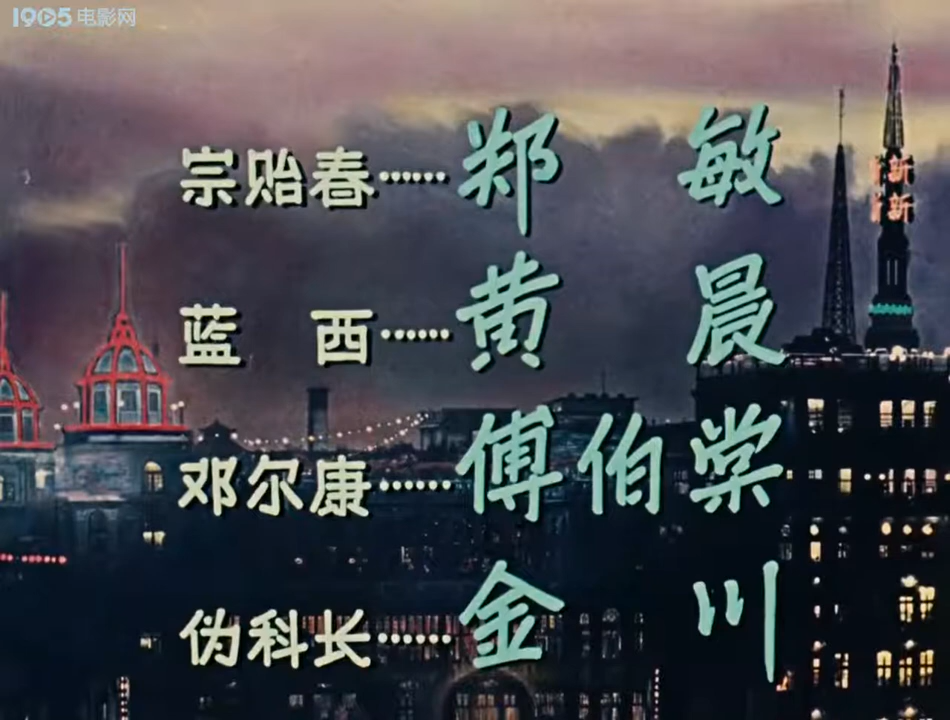 1905电影网
宗贻春……郑 敏
蓝 西……黄 晨
邓尔康……傅伯棠
伪科长……金 川
新
新